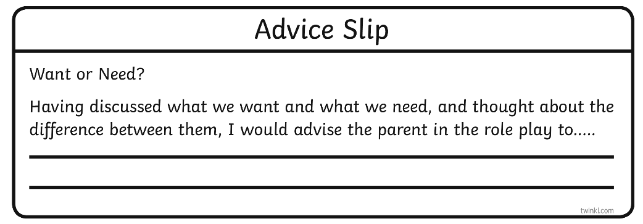 Advice Slip
Want or Need?
Having discussed what we want and what we need, and thought about the
difference between them, I would advise the parent in the role play to.....
twinkl.com